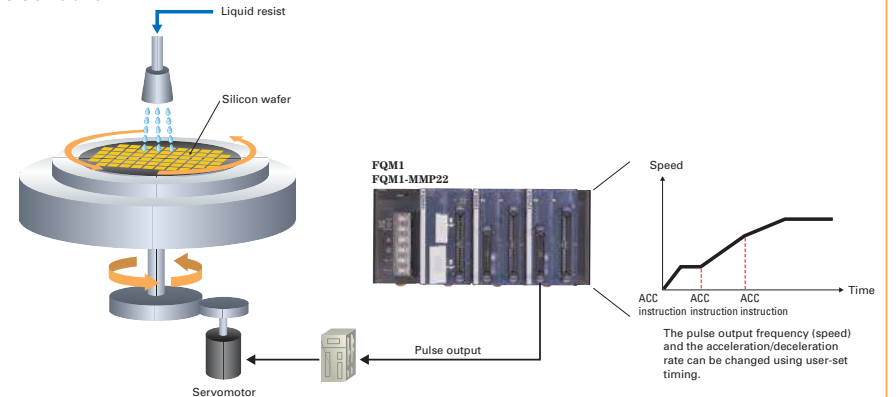 Liquid resist
Silicon wafer
FQM1
FQM1-MMP22
Speed
Time
ACC ACC ACC
instruction instruction instruction
The pulse output frequency (speed)
and the acceleration/deceleration
rate can be changed using user-set
timing.
Pulse output
Servomotor